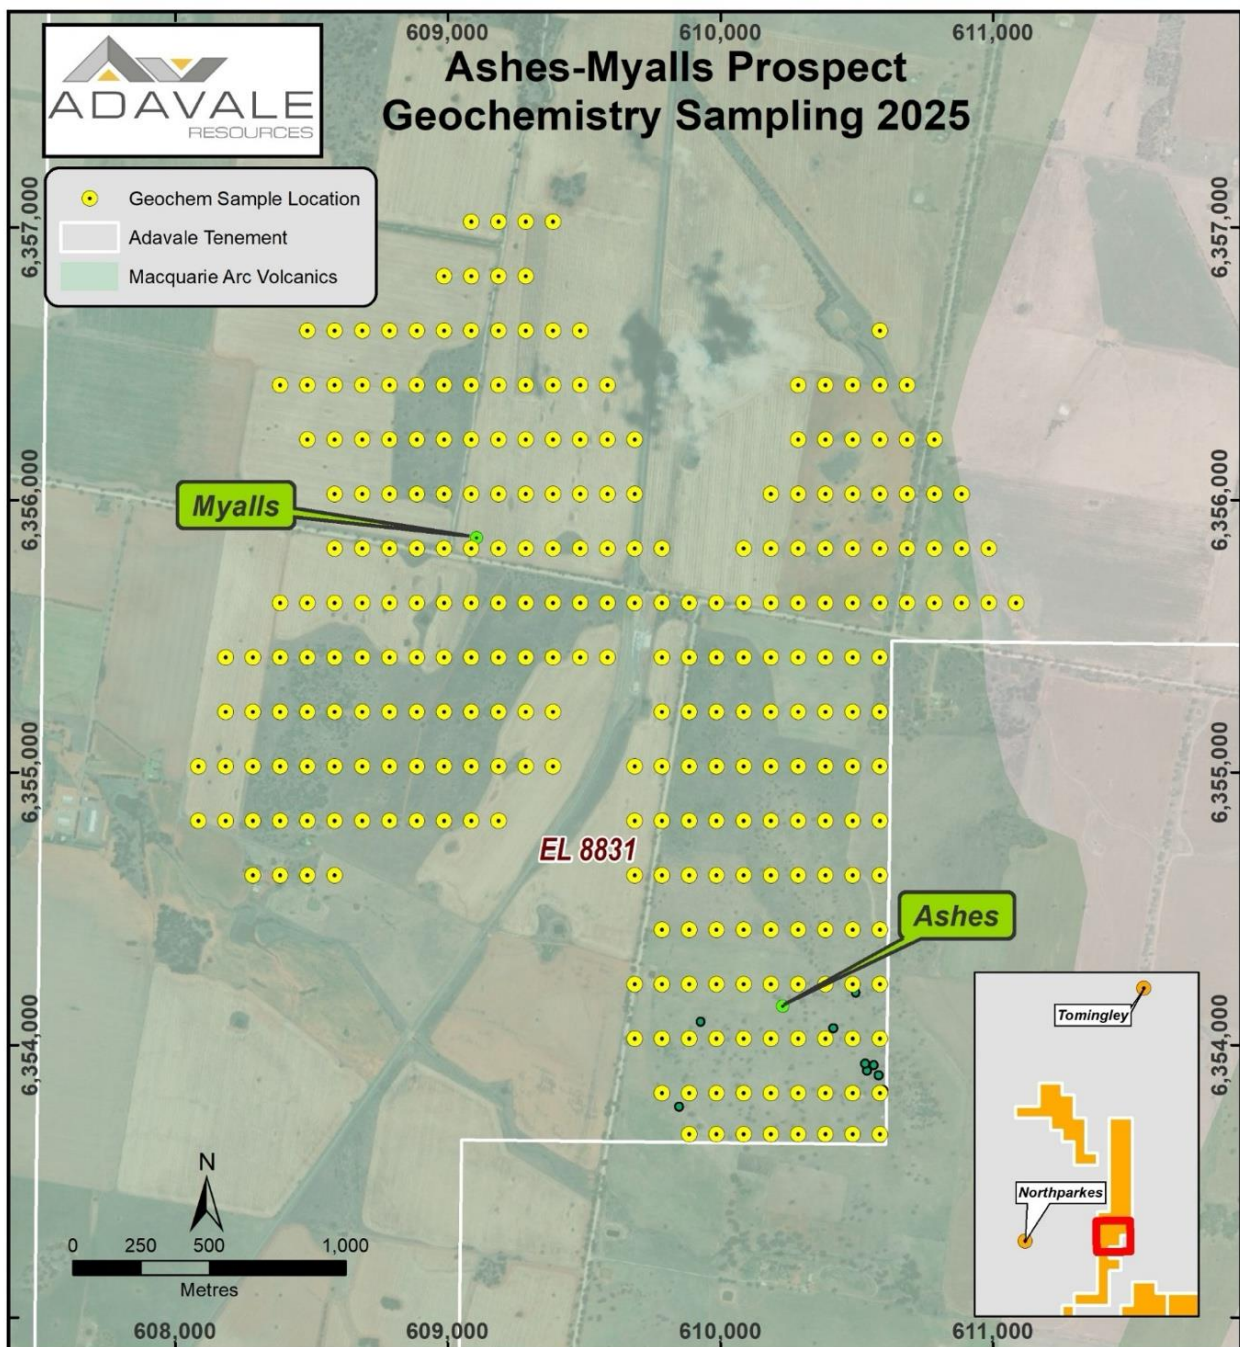 609,000
610,000
611,000
ADAVALE
RESOURCES
Ashes-Myalls Prospect
Geochemistry Sampling 2025
Geochem Sample Location
Adavale Tenement
Macquarie Arc Volcanics
6,357,000
6,357,000
6,356,000
6,356,000
Myalls
6,355,000
6,355,000
EL 8831
Ashes
6,354,000
6,354,000
Tomingley
Northparkes
N
0 250 500 1,000
Metres
608,000
609,000
610,000
611,000